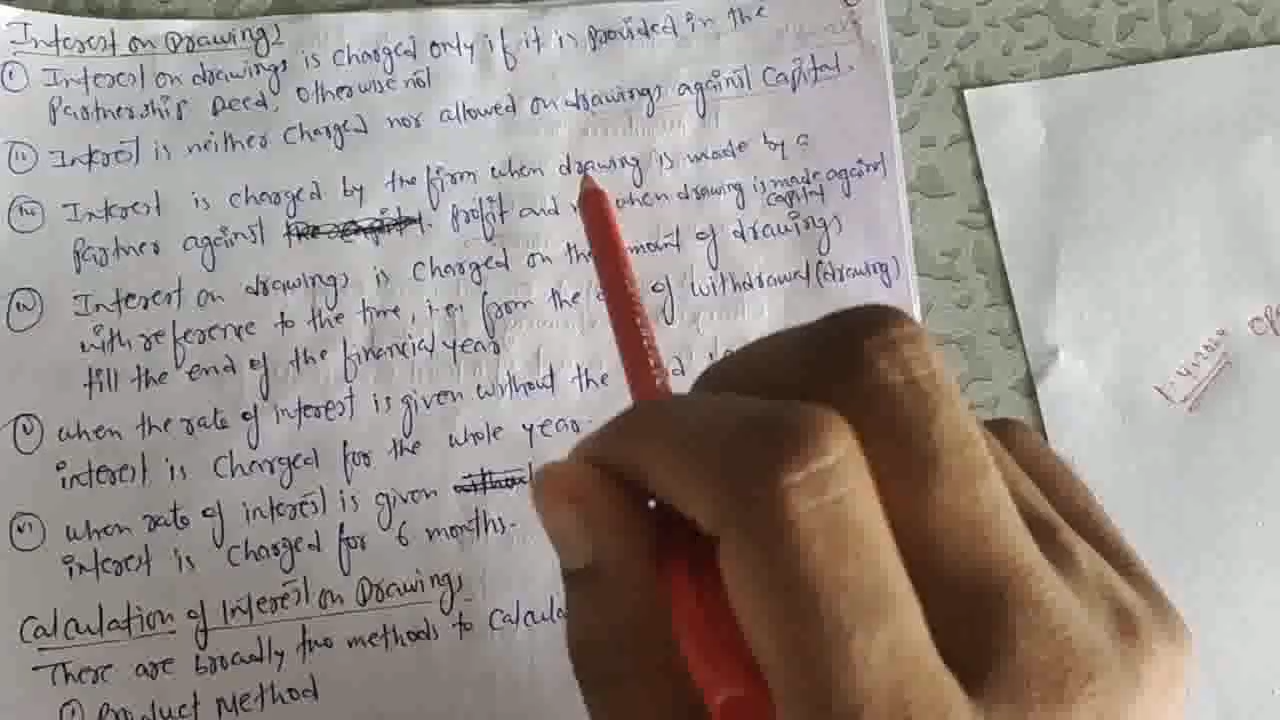 Interest on Drawings
(i) Interest on drawings is charged only if it is provided in the
partnership Deed, otherwise not
(ii) Interest is neither charged nor allowed on drawings against capital.
(iii) Interest is charged by the firm when drawing is made by a
partner against profit and when drawing is made against
capital
(iv) Interest on drawings is charged on the amount of drawings
with reference to the time, i.e. from the of withdrawal (drawing)
till the end of the financial year
(v) when the rate of interest is given without the
interest is charged for the whole year.
(vi) when rate of interest is given
interest is charged for 6 months.
Calculation of Interest on Drawings
There are broadly two methods to
(i) Product Method